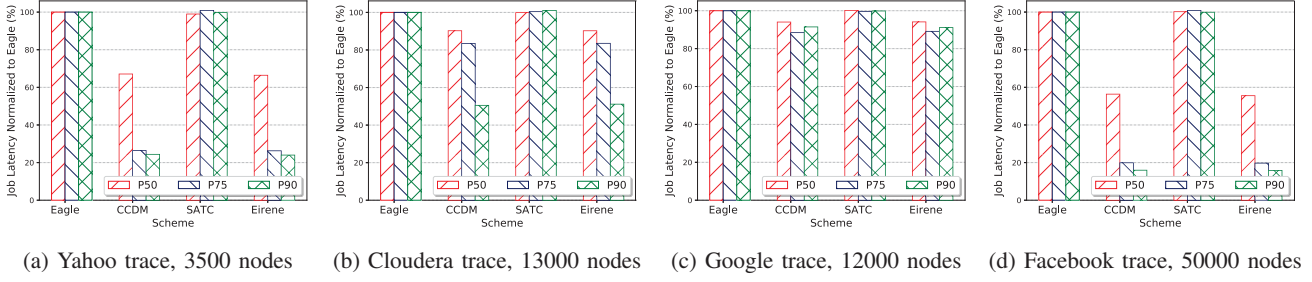 Job Latency Normalized to Eagle (%)
100
80
60
40
20
0
P50 P75 P90
Eagle CCDM SATC Eirene
Scheme
(a) Yahoo trace, 3500 nodes
Job Latency Normalized to Eagle (%)
100
80
60
40
20
0
P50 P75 P90
Eagle CCDM SATC Eirene
Scheme
(b) Cloudera trace, 13000 nodes
Job Latency Normalized to Eagle (%)
100
80
60
40
20
0
P50 P75 P90
Eagle CCDM SATC Eirene
Scheme
(c) Google trace, 12000 nodes
Job Latency Normalized to Eagle (%)
100
80
60
40
20
0
P50 P75 P90
Eagle CCDM SATC Eirene
Scheme
(d) Facebook trace, 50000 nodes